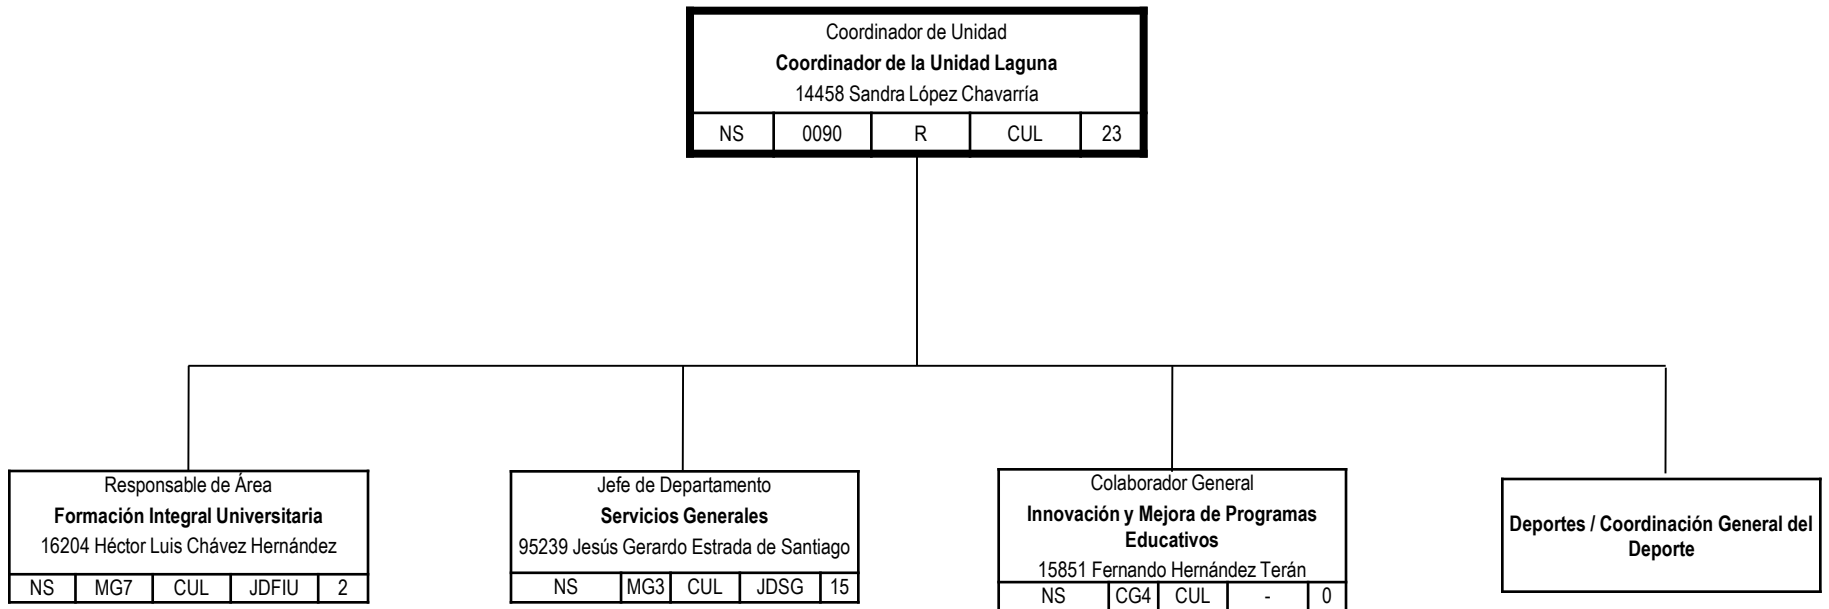 Coordinador de Unidad
Coordinador de la Unidad Laguna
14458 Sandra López Chavarría
NS 0090 R CUL 23
Responsable de Área
Formación Integral Universitaria
16204 Héctor Luis Chávez Hernández
NS MG7 CUL JDFIU 2
Jefe de Departamento
Servicios Generales
95239 Jesús Gerardo Estrada de Santiago
NS MG3 CUL JDSG 15
Colaborador General
Innovación y Mejora de Programas
Educativos
15851 Fernando Hernández Terán
NS CG4 CUL - 0
Deportes / Coordinación General del
Deporte